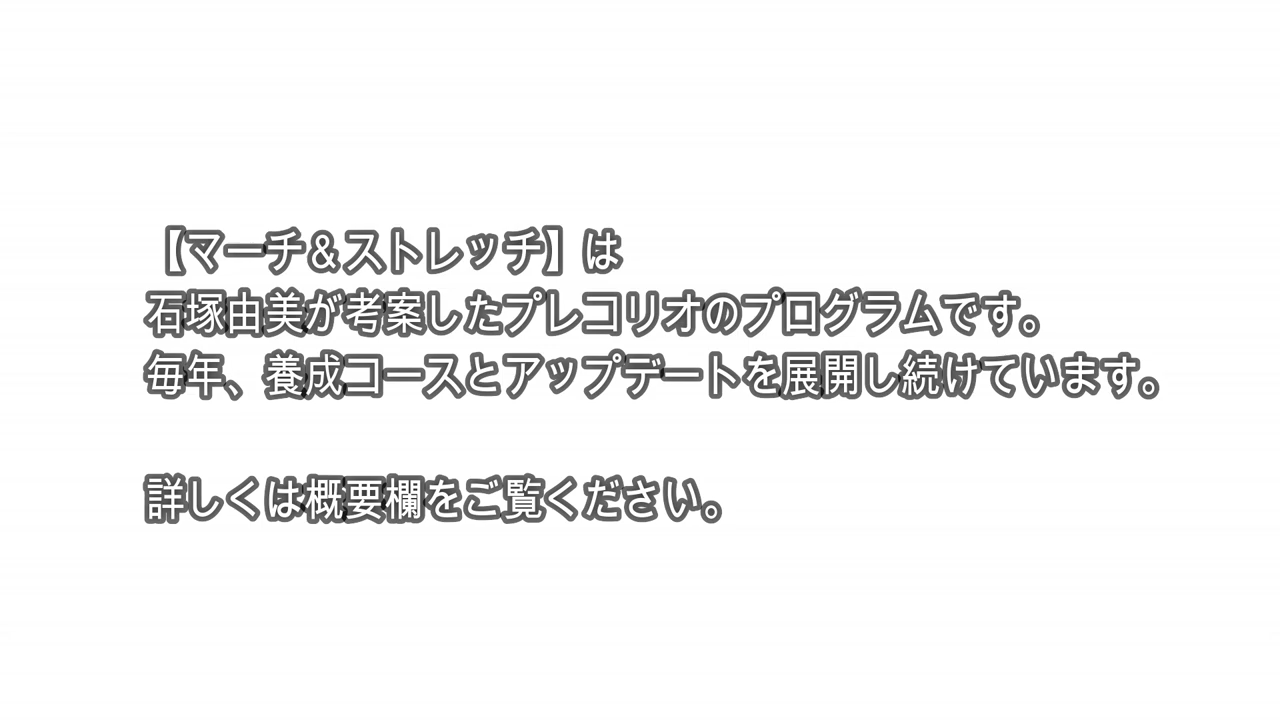 【マーチ＆ストレッチ】は
石塚由美が考案したプレコリオのプログラムです。
毎年、養成コースとアップデートを展開し続けています。
詳しくは概要欄をご覧ください。